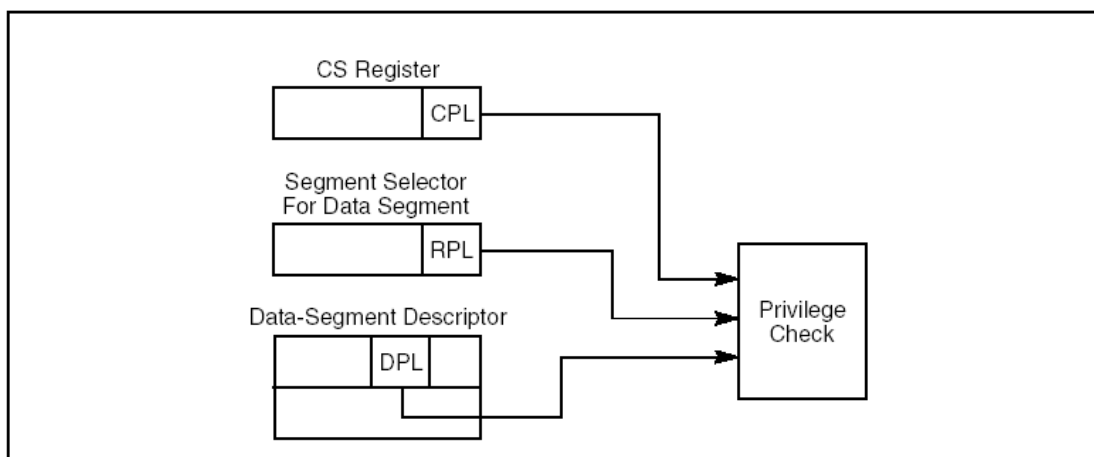 CS Register
CPL
Segment Selector
For Data Segment
RPL
Data-Segment Descriptor
DPL
Privilege
Check